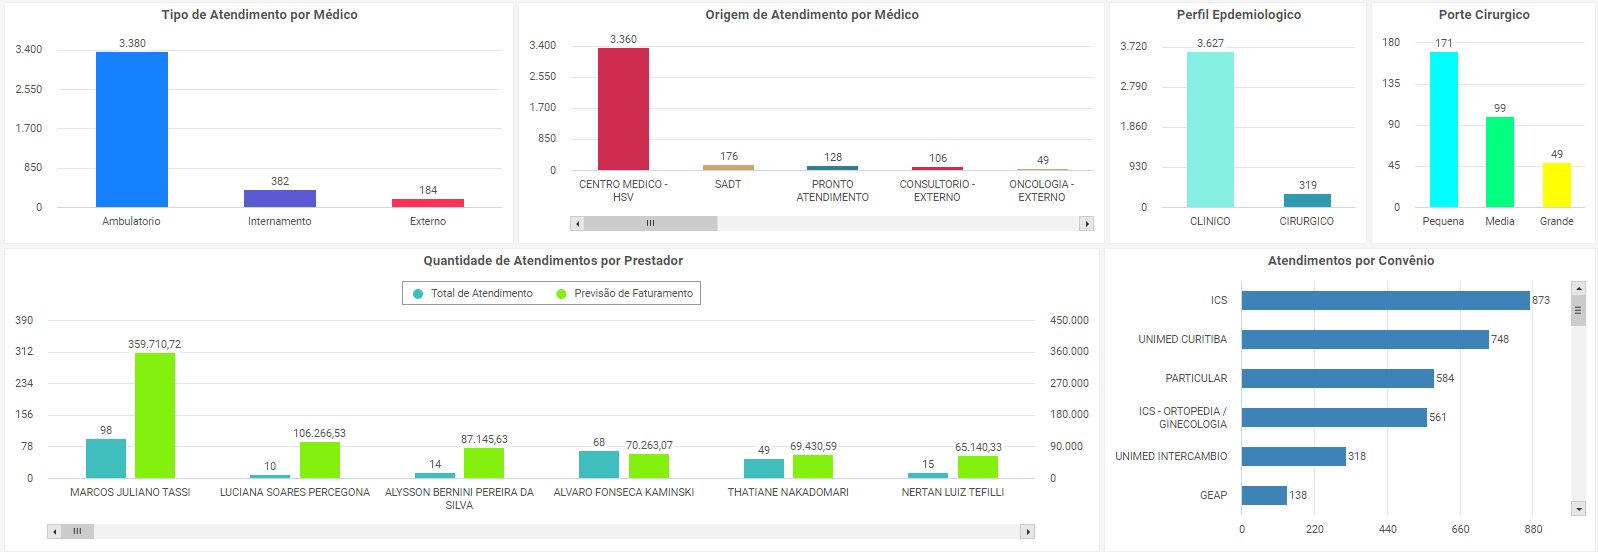 Tipo de Atendimento por Médico
3.400
2.550
1.700
850
0
3.380
382
184
Ambulatorio
Internamento
Externo
Origem de Atendimento por Médico
3.400
2.550
1.700
850
0
3.360
176
128
106
49
CENTRO MEDICO -
HSV
SADT
PRONTO
ATENDIMENTO
CONSULTORIO -
EXTERNO
ONCOLOGIA -
EXTERNO
Perfil Epdemiologico
3.720
2.790
1.860
930
0
3.627
319
CLINICO
CIRURGICO
Porte Cirurgico
180
135
90
45
0
171
99
49
Pequena
Media
Grande
Quantidade de Atendimentos por Prestador
Total de Atendimento
Previsão de Faturamento
390
312
234
156
78
0
450.000
360.000
270.000
180.000
90.000
0
98
359.710,72
10
106.266,53
14
87.145,63
68
70.263,07
49
69.430,59
15
65.140,33
MARCOS JULIANO TASSI
LUCIANA SOARES PERCEGONA
ALYSSON BERNINI PEREIRA DA
SILVA
ALVARO FONSECA KAMINSKI
THATIANE NAKADOMARI
NERTAN LUIZ TEFILLI
Atendimentos por Convênio
ICS
873
UNIMED CURITIBA
748
PARTICULAR
584
ICS - ORTOPEDIA /
GINECOLOGIA
561
UNIMED INTERCAMBIO
318
GEAP
138
0
220
440
660
880